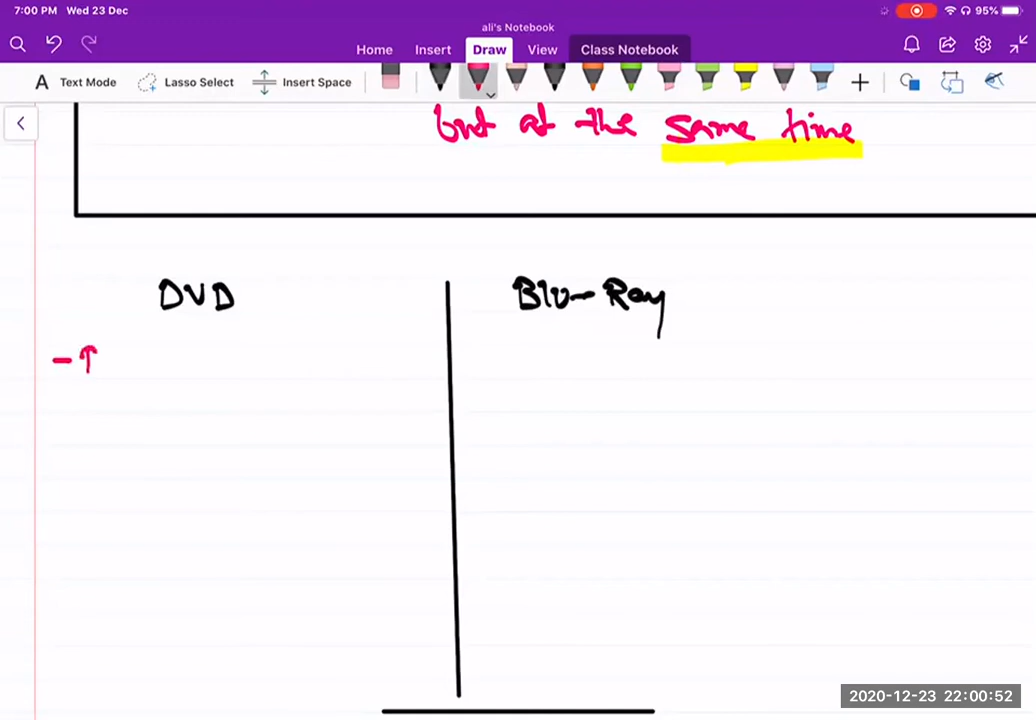 7:00 PM Wed 23 Dec 95%
ali's Notebook
Home Insert Draw View Class Notebook
A Text Mode Lasso Select Insert Space
but at the same time
DVD Blu-Ray
-↑
2020-12-23 22:00:52